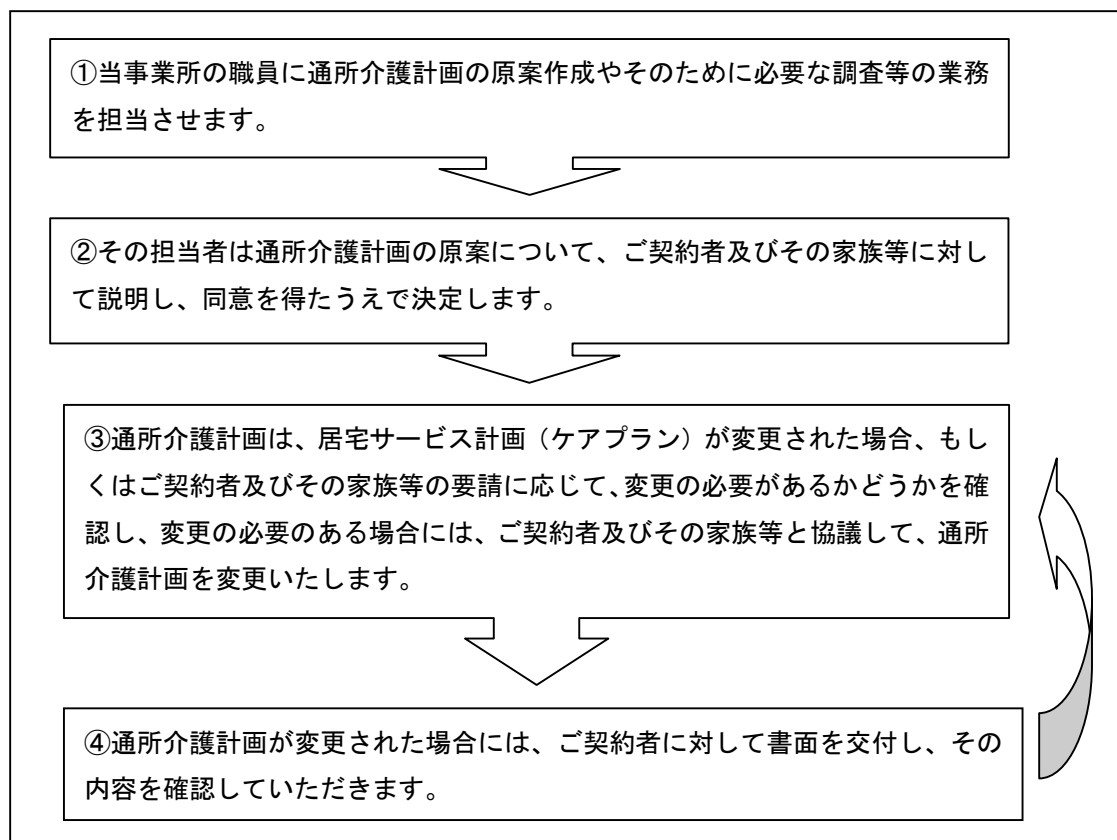 ①当事業所の職員に通所介護計画の原案作成やそのために必要な調査等の業務
を担当させます。
②その担当者は通所介護計画の原案について、ご契約者及びその家族等に対し
て説明し、同意を得たうえで決定します。
③通所介護計画は、居宅サービス計画（ケアプラン）が変更された場合、もし
くはご契約者及びその家族等の要請に応じて、変更の必要があるかどうかを確
認し、変更の必要のある場合には、ご契約者及びその家族等と協議して、通所
介護計画を変更いたします。
④通所介護計画が変更された場合には、ご契約者に対して書面を交付し、その
内容を確認していただきます。